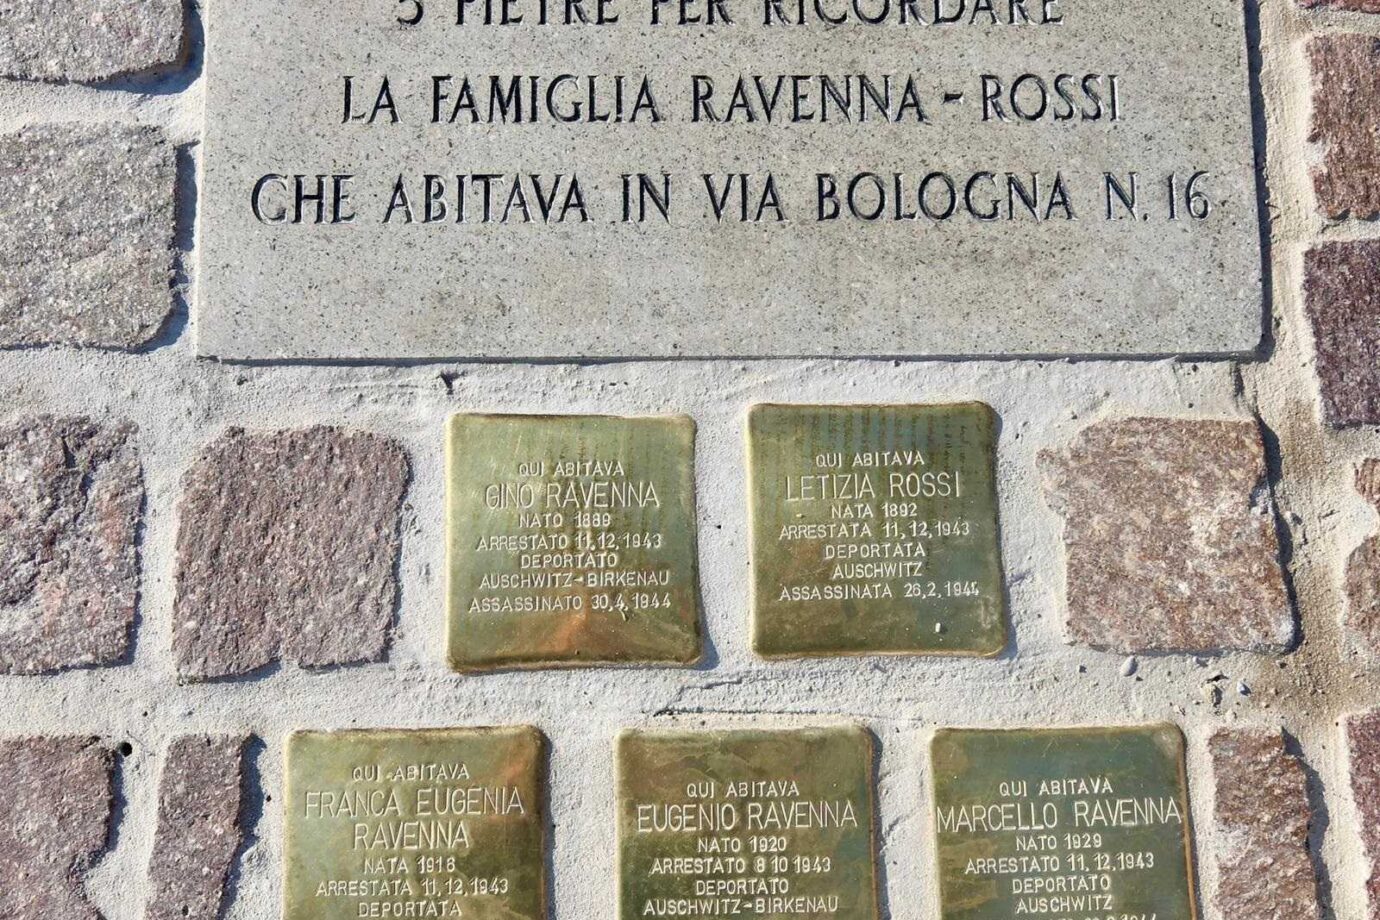 5 PIETRE PER RICORDARE
LA FAMIGLIA RAVENNA-ROSSI
CHE ABITAVA IN VIA BOLOGNA N. 16
QUI ABITAVA
GINO RAVENNA
NATO 1889
ARRESTATO 11.12.1943
DEPORTATO
AUSCHWITZ-BIRKENAU
ASSASSINATO 30.4.1944
QUI ABITAVA
LETIZIA ROSSI
NATA 1892
ARRESTATA 11.12.1943
DEPORTATA
AUSCHWITZ
ASSASSINATA 26.2.1944
QUI ABITAVA
FRANCA EUGENIA
RAVENNA
NATA 1916
ARRESTATA 11.12.1943
DEPORTATA
QUI ABITAVA
EUGENIO RAVENNA
NATO 1920
ARRESTATO 8 10 1943
DEPORTATO
AUSCHWITZ-BIRKENAU
QUI ABITAVA
MARCELLO RAVENNA
NATO 1929
ARRESTATO 11.12.1943
DEPORTATO
AUSCHWITZ